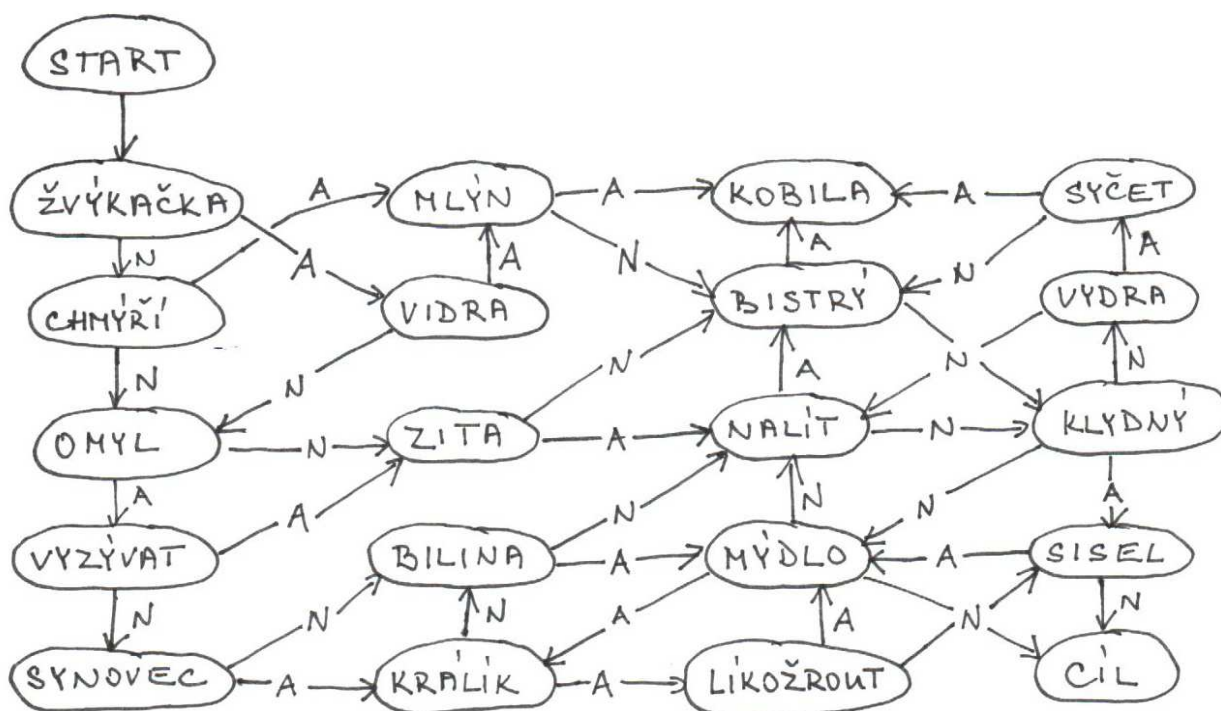 START
ŽVÝKAČKA A MLÝN A KOBILA A SYČET
N A A N A N A
CHMÝŘÍ VIDRA BISTRÝ VYDRA
N N N A N N
OMYL N ZITA A NALÍT N KLYDNÝ
A A N N N A
VYZÝVAT BILINA A MÝDLO A SISEL
N N N A A N N
SYNOVEC A KRÁLÍK A LÍKOŽROUT CÍL